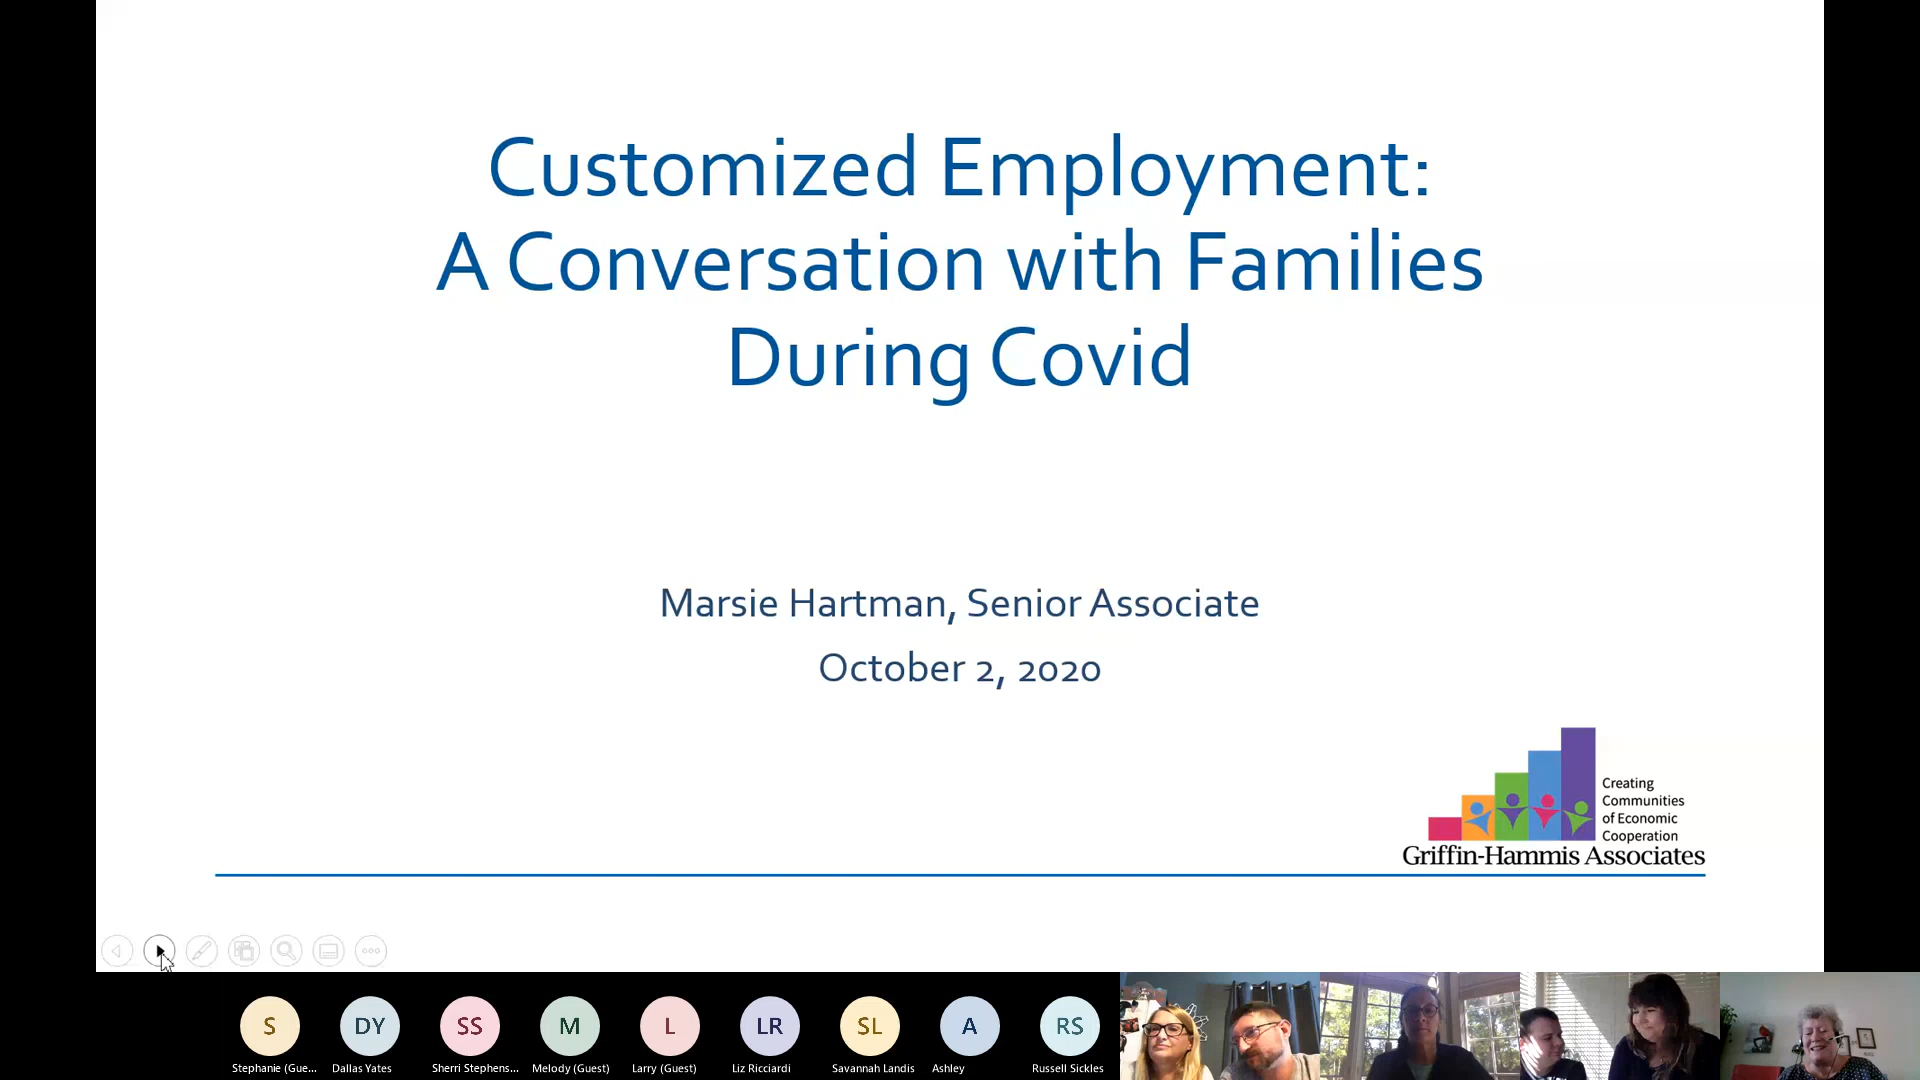 Customized Employment:
A Conversation with Families
During Covid
Marsie Hartman, Senior Associate
October 2, 2020
Creating
Communities
of Economic
Cooperation
Griffin-Hammis Associates
S
DY
SS
M
L
LR
SL
A
RS
Stephanie (Gue...
Dallas Yates
Sherri Stephens...
Melody (Guest)
Larry (Guest)
Liz Ricciardi
Savannah Landis
Ashley
Russell Sickles